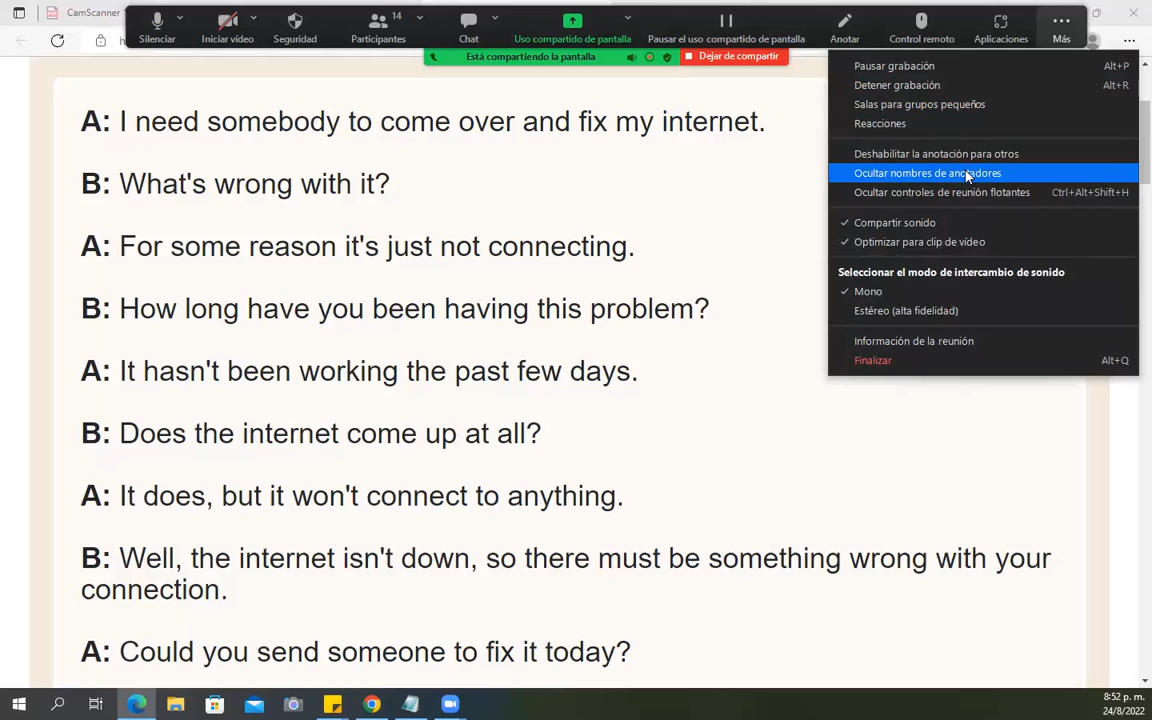 CamScanner
14
Silenciar
Iniciar vídeo
Seguridad
Participantes
Chat
Uso compartido de pantalla
Pausar el uso compartido de pantalla
Anotar
Control remoto
Aplicaciones
Más
Está compartiendo la pantalla
Dejar de compartir
Pausar grabación Alt+P
Detener grabación Alt+R
Salas para grupos pequeños
Reacciones
Deshabilitar la anotación para otros
Ocultar nombres de anotadores
Ocultar controles de reunión flotantes Ctrl+Alt+Shift+H
Compartir sonido
Optimizar para clip de vídeo
Seleccionar el modo de intercambio de sonido
Mono
Estéreo (alta fidelidad)
Información de la reunión
Finalizar Alt+Q
A: I need somebody to come over and fix my internet.
B: What's wrong with it?
A: For some reason it's just not connecting.
B: How long have you been having this problem?
A: It hasn't been working the past few days.
B: Does the internet come up at all?
A: It does, but it won't connect to anything.
B: Well, the internet isn't down, so there must be something wrong with your
connection.
A: Could you send someone to fix it today?
8:52 p. m.
24/8/2022